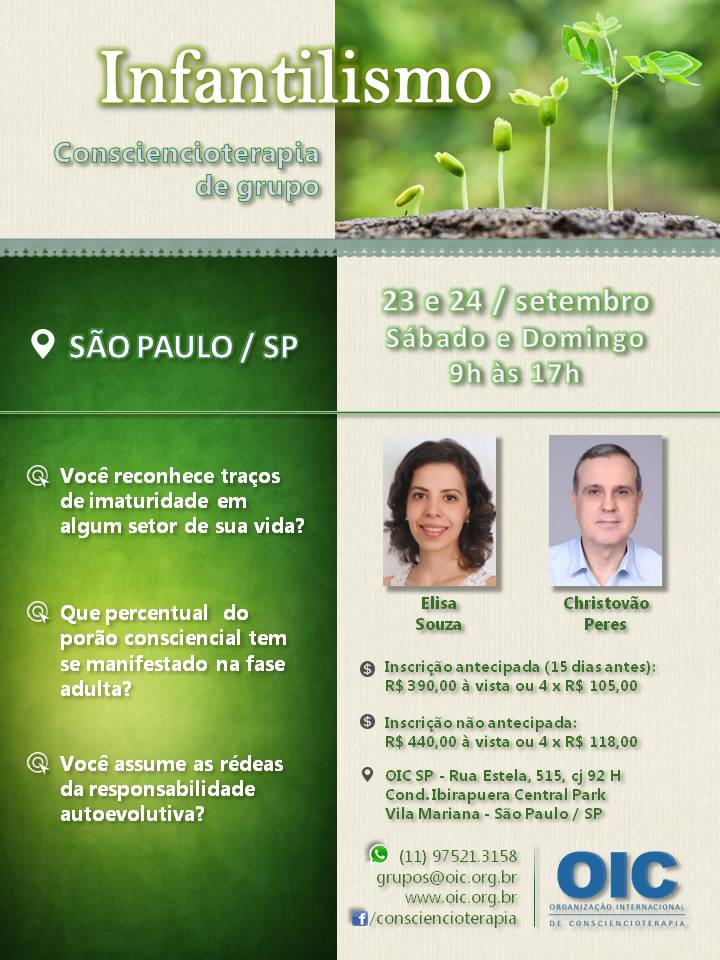 Infantilismo
Consciencioterapia
de grupo
SÃO PAULO / SP
23 e 24 / setembro
Sábado e Domingo
9h às 17h
Você reconhece traços
de imaturidade em
algum setor de sua vida?
Que percentual do
porão consciencial tem
se manifestado na fase
adulta?
Você assume as rédeas
da responsabilidade
autoevolutiva?
Elisa
Souza
Christovão
Peres
Inscrição antecipada (15 dias antes):
R$ 390,00 à vista ou 4 x R$ 105,00
Inscrição não antecipada:
R$ 440,00 à vista ou 4 x R$ 118,00
OIC SP - Rua Estela, 515, cj 92 H
Cond.Ibirapuera Central Park
Vila Mariana - São Paulo / SP
(11) 97521.3158
grupos@oic.org.br
www.oic.org.br
/consciencioterapia
OIC
ORGANIZAÇÃO INTERNACIONAL
DE CONSCIENCIOTERAPIA